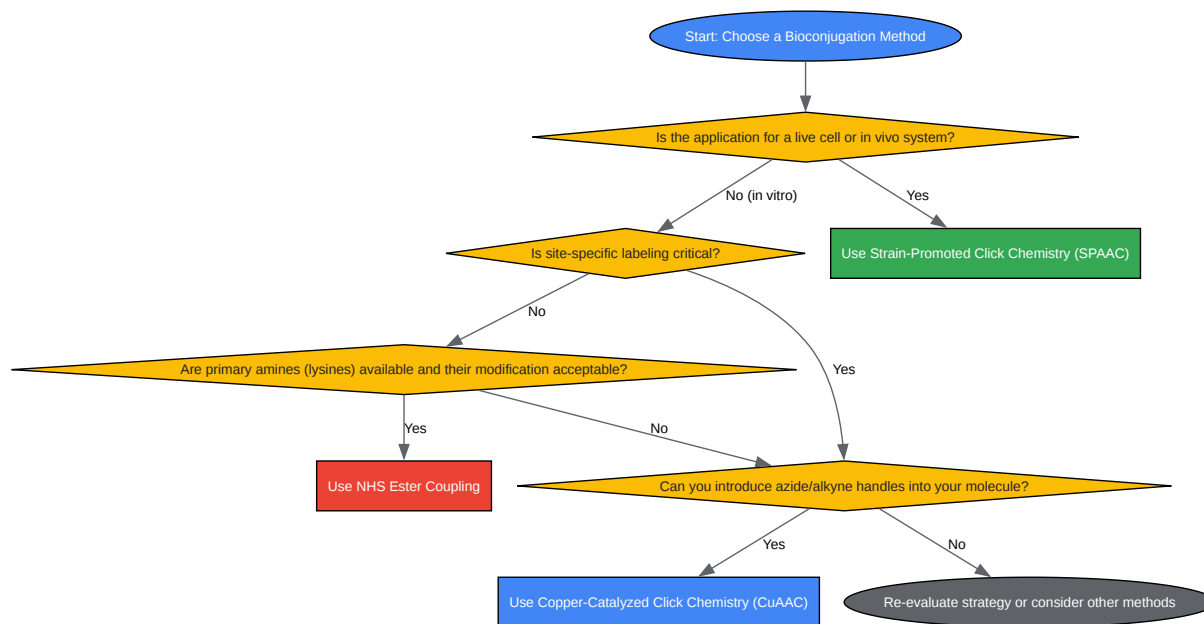 Start: Choose a Bioconjugation Method
Is the application for a live cell or in vivo system?
No (in vitro)
Yes
Is site-specific labeling critical?
Use Strain-Promoted Click Chemistry (SPAAC)
No
Are primary amines (lysines) available and their modification acceptable?
Yes
Yes
No
Use NHS Ester Coupling
Can you introduce azide/alkyne handles into your molecule?
Yes
No
Use Copper-Catalyzed Click Chemistry (CuAAC)
Re-evaluate strategy or consider other methods